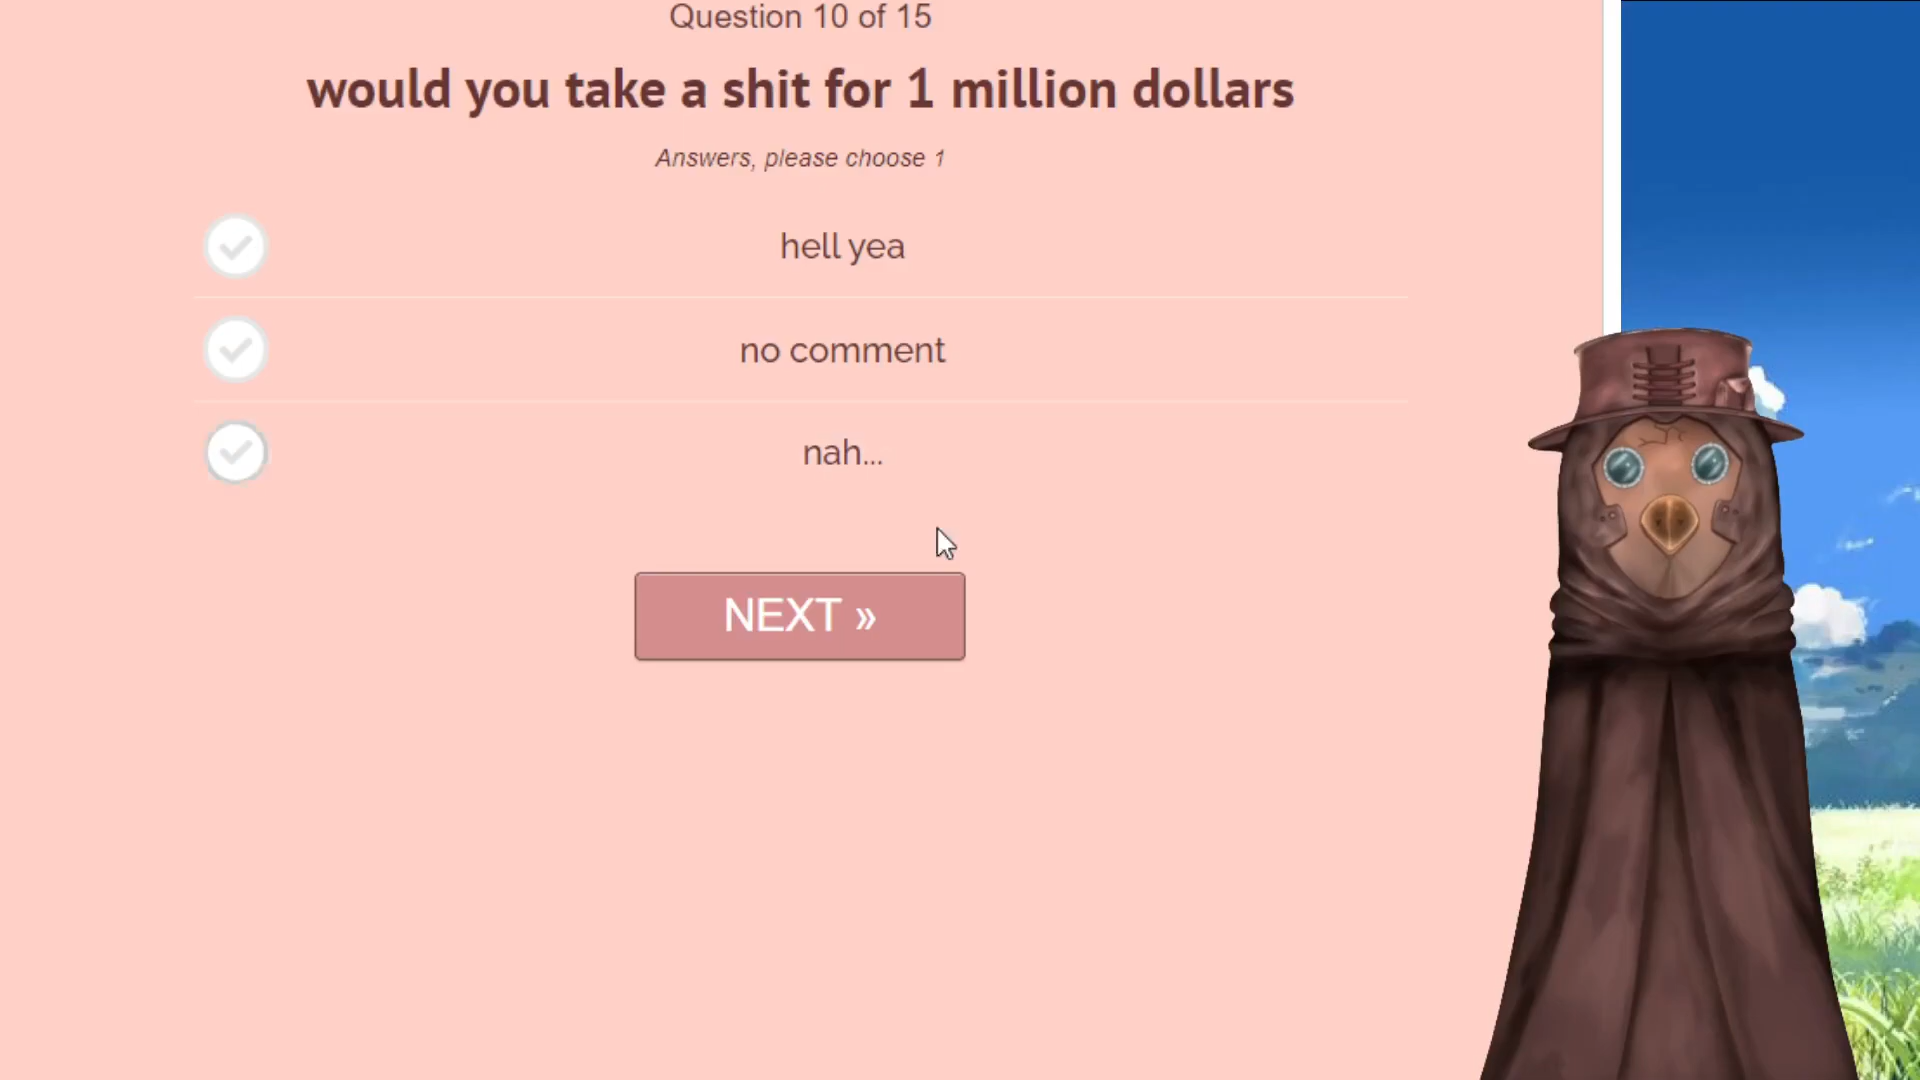 Question 10 of 15
would you take a shit for 1 million dollars
Answers, please choose 1
hell yea
no comment
nah...
NEXT »